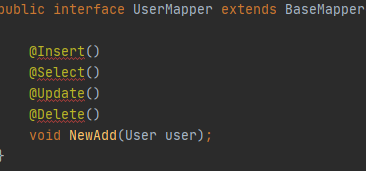 public interface UserMapper extends BaseMapper
@Insert()
@Select()
@Update()
@Delete()
void NewAdd(User user);
}